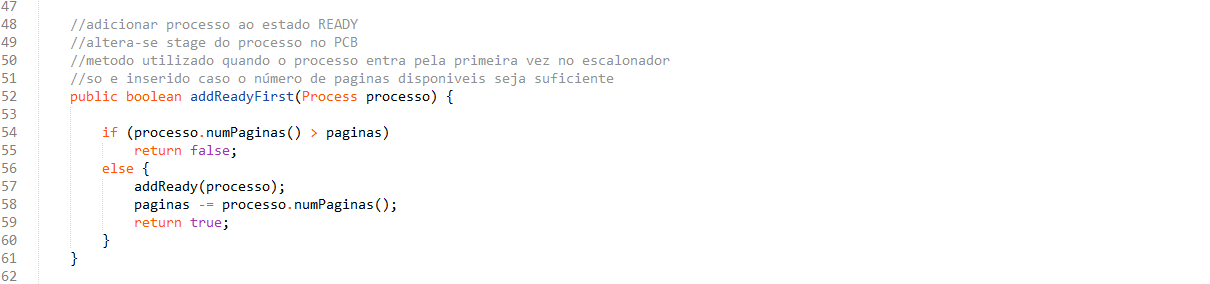 47
48 //adicionar processo ao estado READY
49 //altera-se stage do processo no PCB
50 //metodo utilizado quando o processo entra pela primeira vez no escalonador
51 //so e inserido caso o número de paginas disponiveis seja suficiente
52 public boolean addReadyFirst(Process processo) {
53
54 if (processo.numPaginas() > paginas)
55 return false;
56 else {
57 addReady(processo);
58 paginas -= processo.numPaginas();
59 return true;
60 }
61 }
62